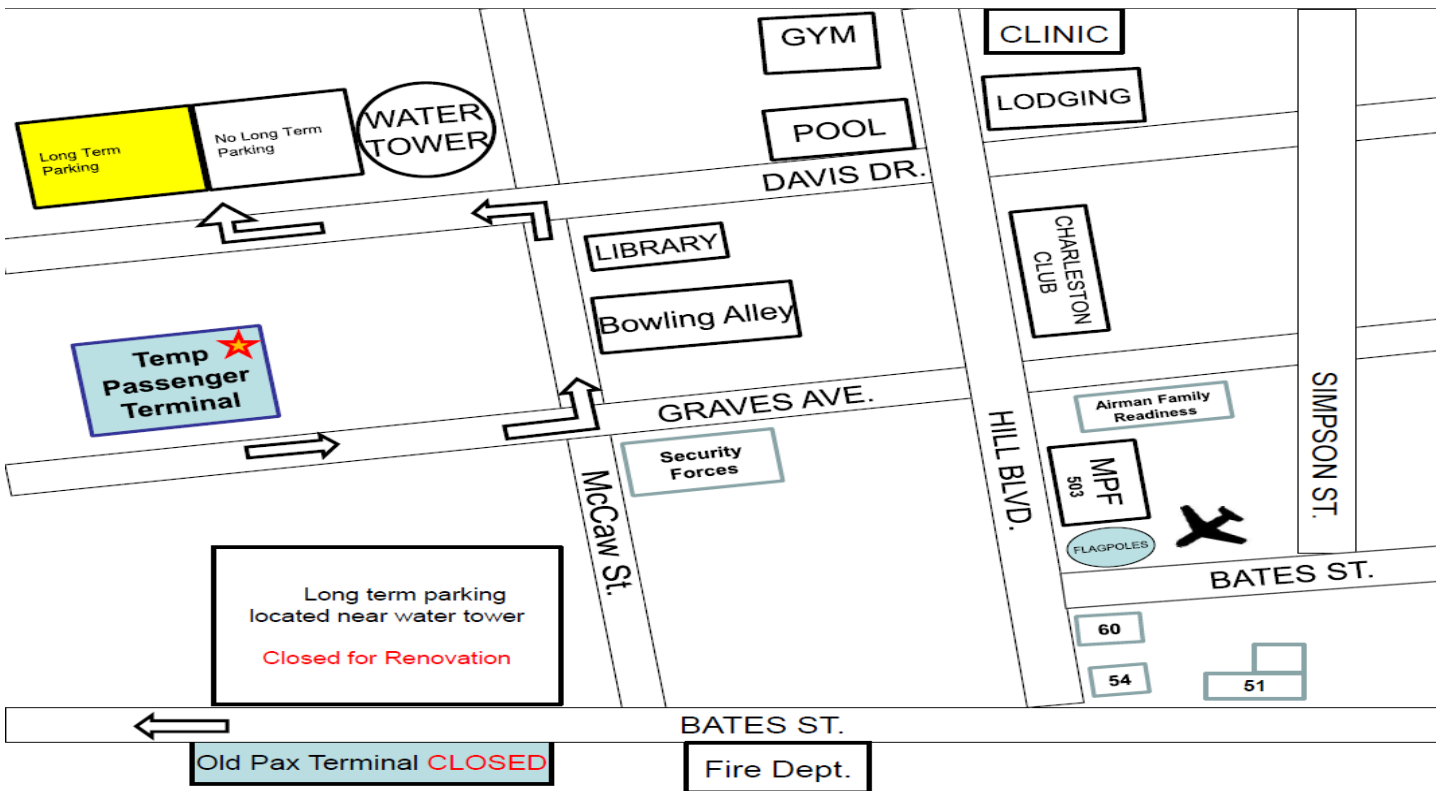 GYM
CLINIC
LODGING
WATER
TOWER
No Long Term
Parking
Long Term
Parking
POOL
DAVIS DR.
CHARLESTON
CLUB
LIBRARY
Bowling Alley
Temp
Passenger
Terminal
GRAVES AVE.
HILL BLVD.
SIMPSON ST.
Airman Family
Readiness
Security
Forces
McCaw St.
MPF
503
FLAGPOLES
BATES ST.
Long term parking
located near water tower
Closed for Renovation
60
54
51
BATES ST.
Old Pax Terminal CLOSED
Fire Dept.